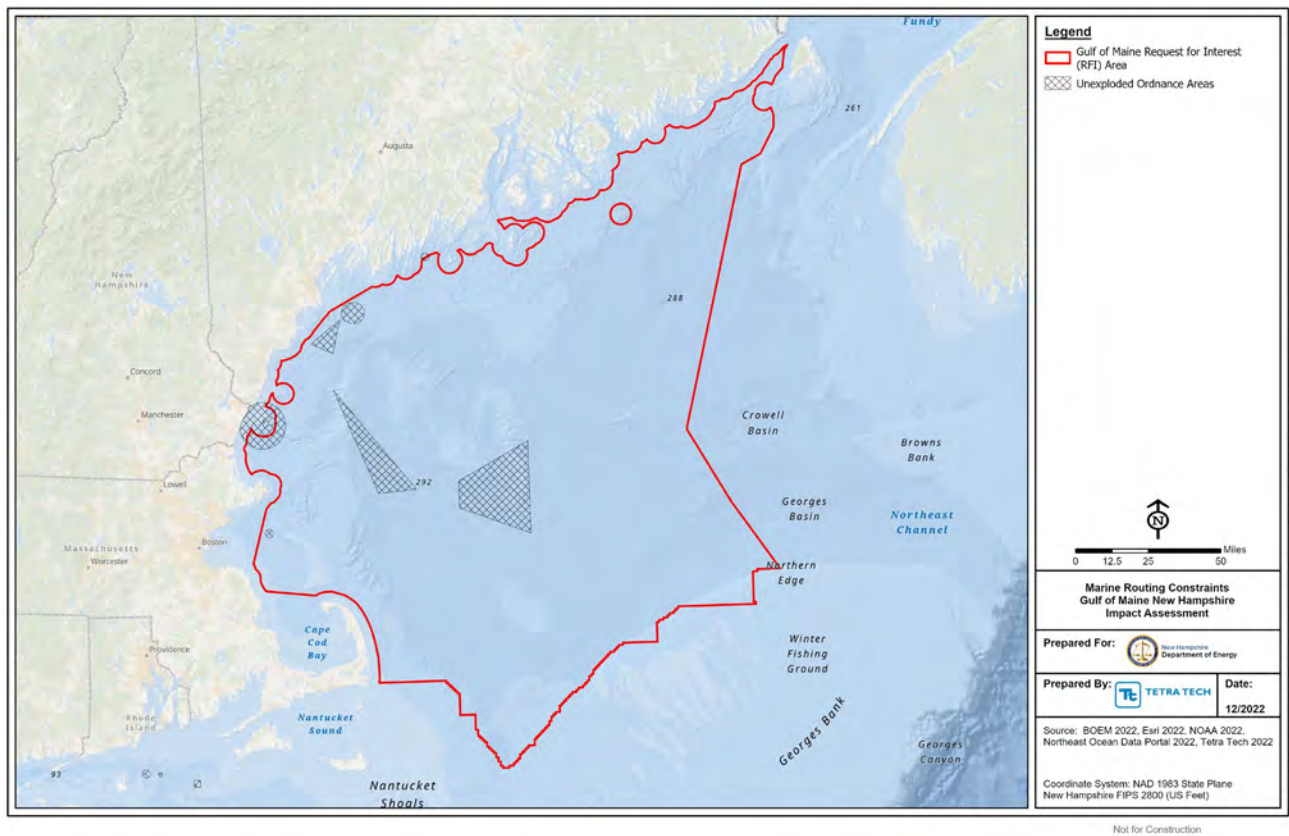 Fundy
261
Augusta
New
Hampshire
288
Concord
Manchester
Crowell
Basin
Browns
Bank
292
Lowell
Georges
Basin
Northeast
Channel
Boston
Massachusetts
Worcester
Northern
Edge
Cape
Cod
Bay
Winter
Fishing
Ground
Providence
Rhode
Island
Nantucket
Sound
Georges Bank
Georges
Canyon
93
Nantucket
Shoals
Legend
Gulf of Maine Request for Interest
(RFI) Area
Unexploded Ordnance Areas
N
Miles
0 12.5 25 50
Marine Routing Constraints
Gulf of Maine New Hampshire
Impact Assessment
Prepared For:
New Hampshire
Department of Energy
Prepared By:
Tt TETRA TECH
Date:
12/2022
Source: BOEM 2022, Esri 2022, NOAA 2022.
Northeast Ocean Data Portal 2022, Tetra Tech 2022
Coordinate System: NAD 1983 State Plane
New Hampshire FIPS 2800 (US Feet)
Not for Construction